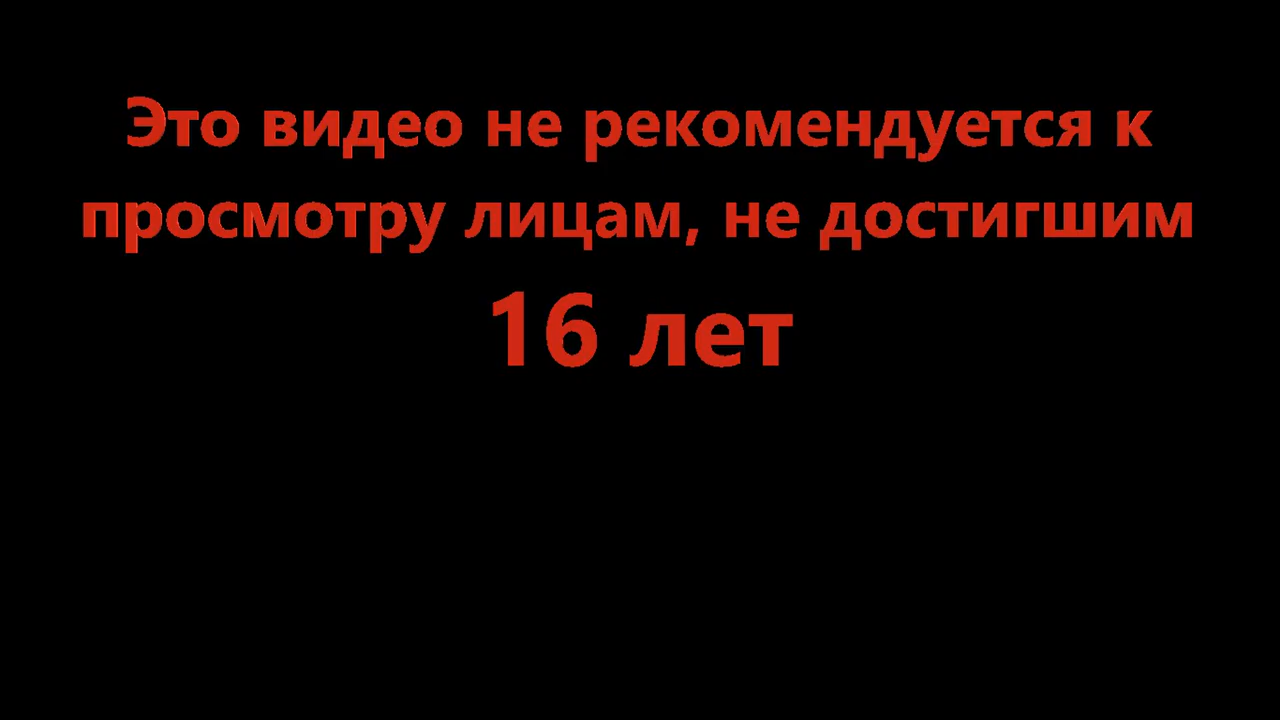 Это видео не рекомендуется к
просмотру лицам, не достигшим
16 лет